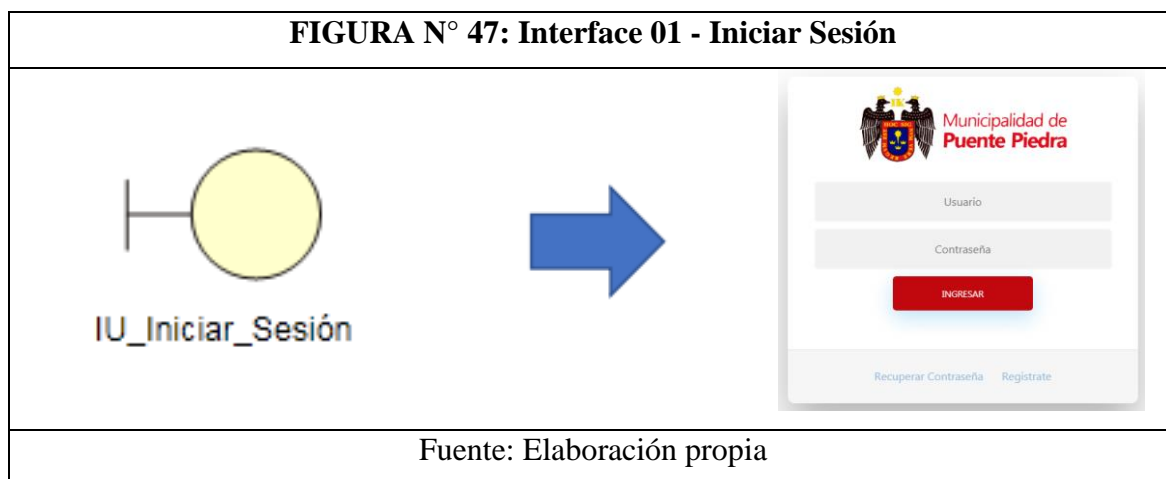 FIGURA N° 47: Interface 01 - Iniciar Sesión
IU_Iniciar_Sesión
Municipalidad de
Puente Piedra
Usuario
Contraseña
INGRESAR
Recuperar Contraseña Registrate
Fuente: Elaboración propia